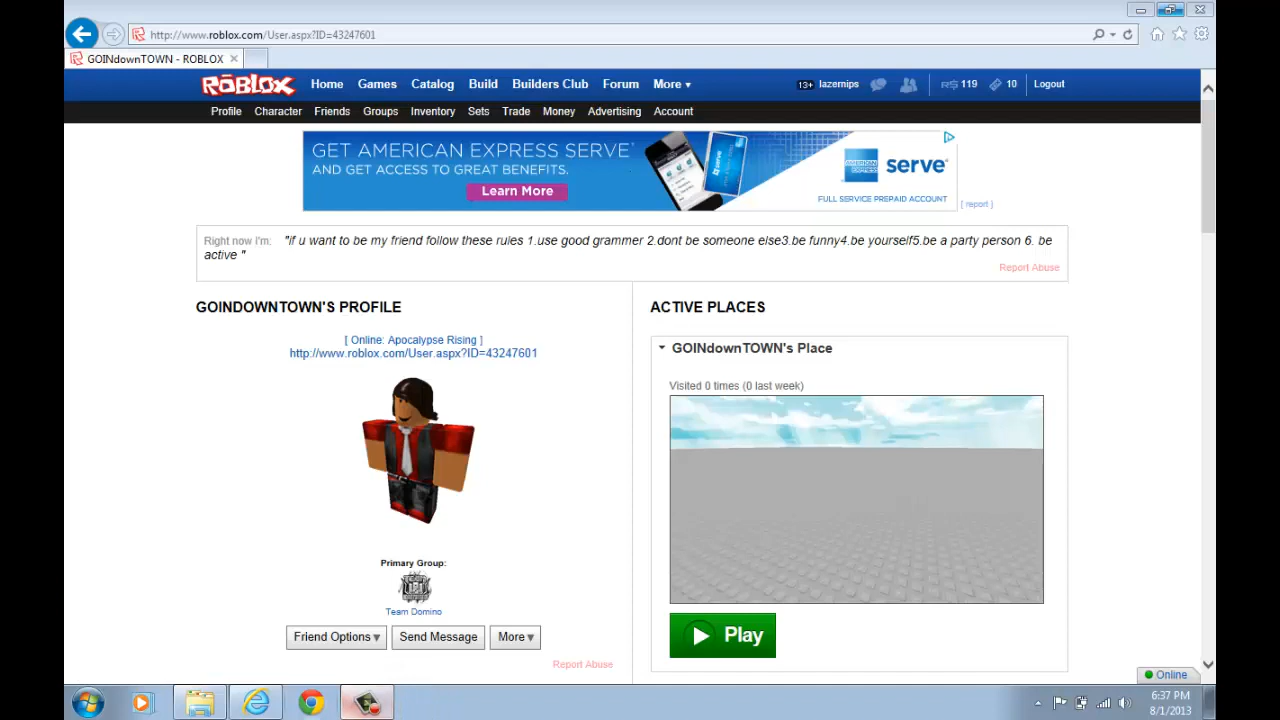 http://www.roblox.com/User.aspx?ID=43247601
GOINdownTOWN - ROBLOX
ROBLOX Home Games Catalog Build Builders Club Forum More 13+ lazernips R$ 119 10 Logout
Profile Character Friends Groups Inventory Sets Trade Money Advertising Account
GET AMERICAN EXPRESS SERVE
AND GET ACCESS TO GREAT BENEFITS.
Learn More
AMERICAN EXPRESS
serve
FULL SERVICE PREPAID ACCOUNT
[ report ]
Right now I'm: "if u want to be my friend follow these rules 1.use good grammer 2.dont be someone else3.be funny4.be yourself5.be a party person 6. be
active "
Report Abuse
GOINDOWNTOWN'S PROFILE
[ Online: Apocalypse Rising ]
http://www.roblox.com/User.aspx?ID=43247601
Primary Group:
Team Domino
Friend Options Send Message More
Report Abuse
ACTIVE PLACES
GOINdownTOWN's Place
Visited 0 times (0 last week)
Play
Online
6:37 PM
8/1/2013